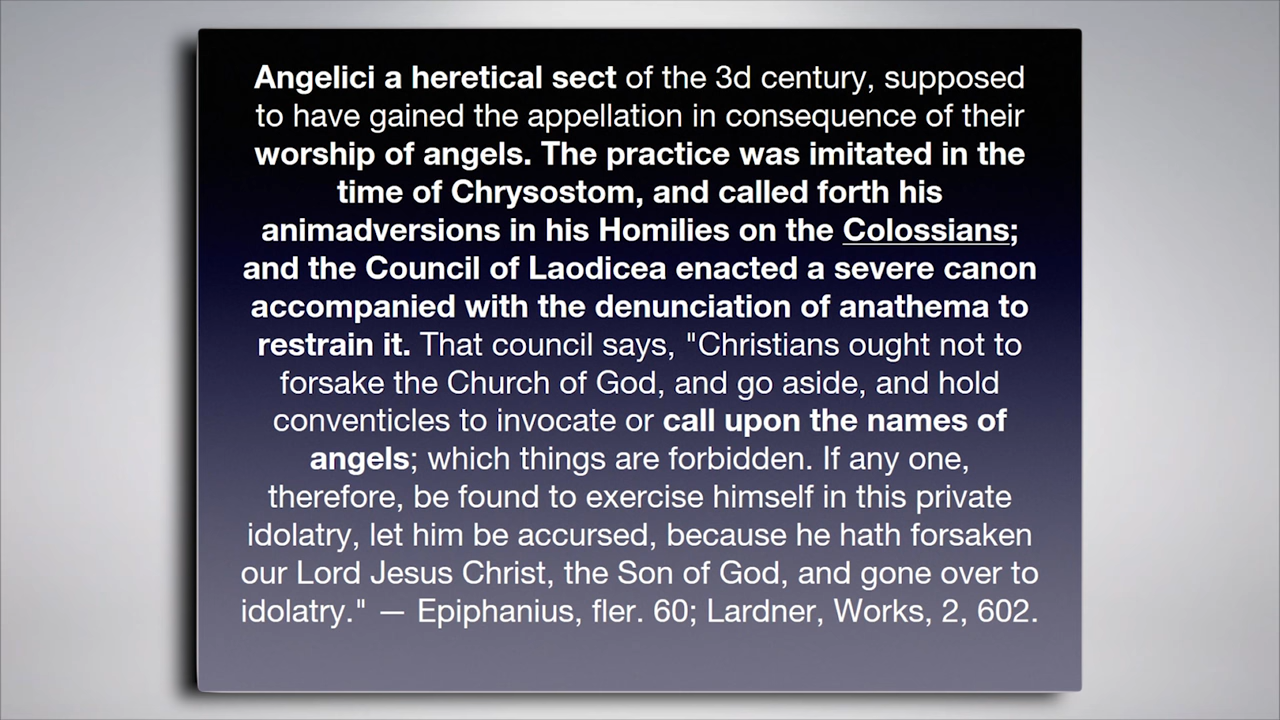 Angelici a heretical sect of the 3d century, supposed
to have gained the appellation in consequence of their
worship of angels. The practice was imitated in the
time of Chrysostom, and called forth his
animadversions in his Homilies on the Colossians;
and the Council of Laodicea enacted a severe canon
accompanied with the denunciation of anathema to
restrain it. That council says, "Christians ought not to
forsake the Church of God, and go aside, and hold
conventicles to invocate or call upon the names of
angels; which things are forbidden. If any one,
therefore, be found to exercise himself in this private
idolatry, let him be accursed, because he hath forsaken
our Lord Jesus Christ, the Son of God, and gone over to
idolatry." — Epiphanius, fler. 60; Lardner, Works, 2, 602.